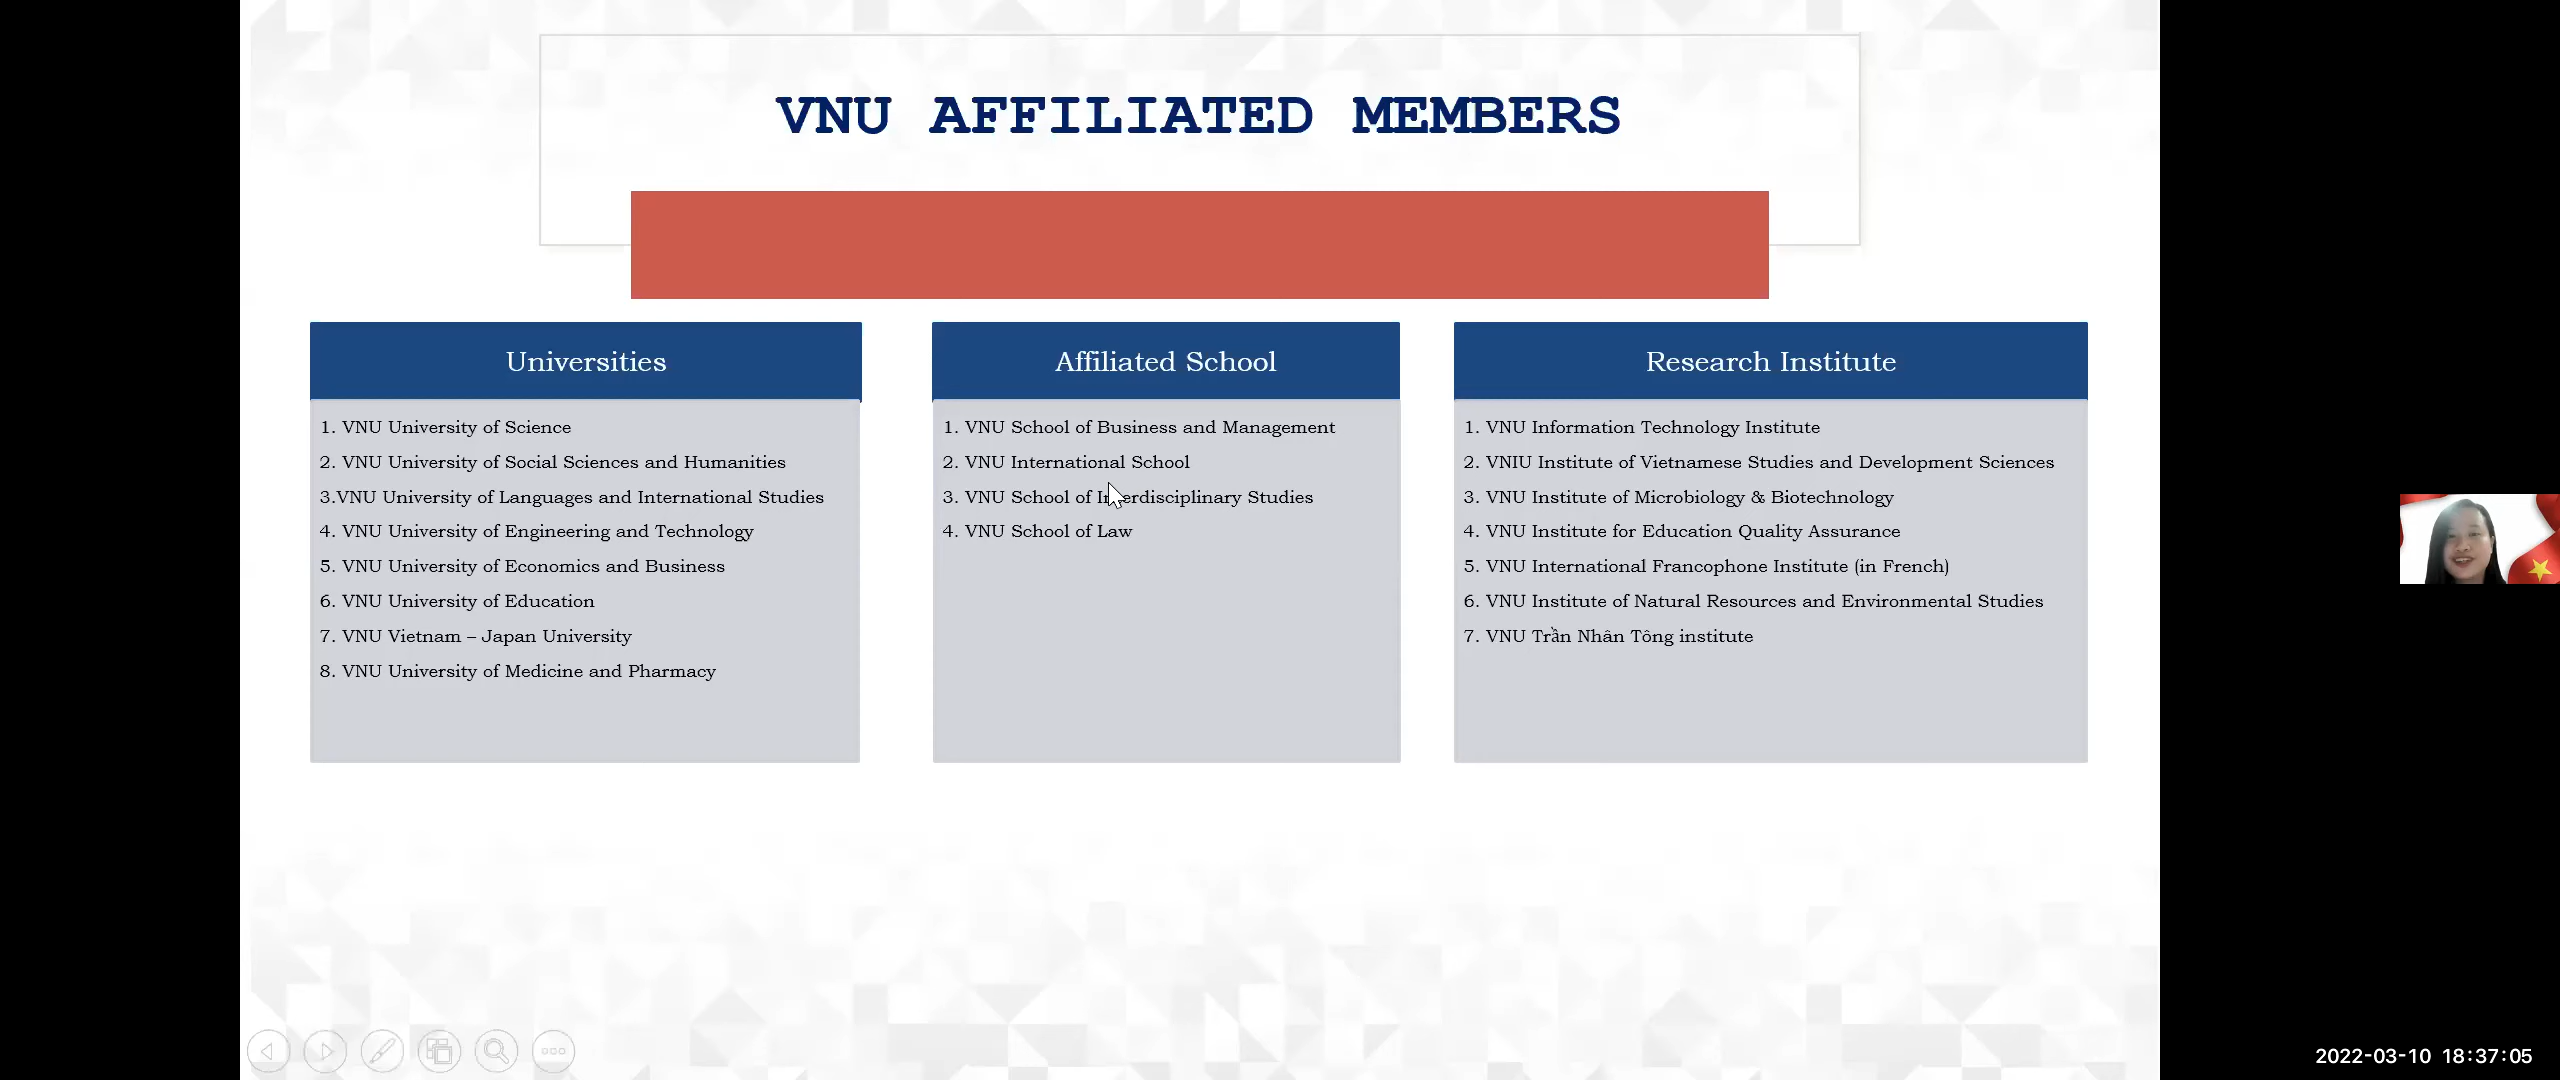 VNU AFFILIATED MEMBERS
Universities
1. VNU University of Science
2. VNU University of Social Sciences and Humanities
3.VNU University of Languages and International Studies
4. VNU University of Engineering and Technology
5. VNU University of Economics and Business
6. VNU University of Education
7. VNU Vietnam – Japan University
8. VNU University of Medicine and Pharmacy
Affiliated School
1. VNU School of Business and Management
2. VNU International School
3. VNU School of Interdisciplinary Studies
4. VNU School of Law
Research Institute
1. VNU Information Technology Institute
2. VNIU Institute of Vietnamese Studies and Development Sciences
3. VNU Institute of Microbiology & Biotechnology
4. VNU Institute for Education Quality Assurance
5. VNU International Francophone Institute (in French)
6. VNU Institute of Natural Resources and Environmental Studies
7. VNU Trần Nhân Tông institute
2022-03-10 18:37:05